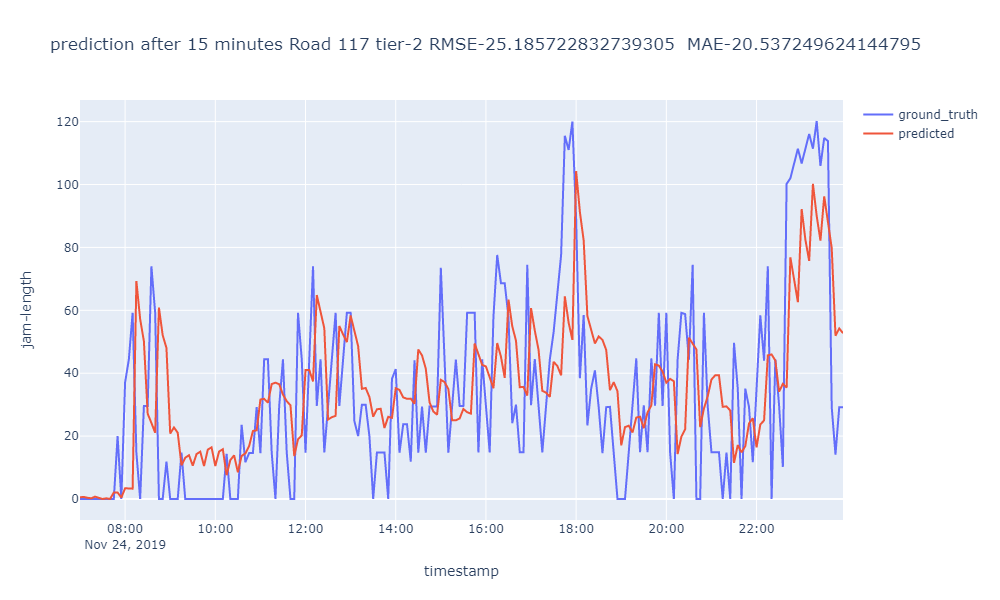 prediction after 15 minutes Road 117 tier-2 RMSE-25.185722832739305  MAE-20.537249624144795
ground_truth
predicted
120
100
80
60
40
20
0
jam-length
08:00 10:00 12:00 14:00 16:00 18:00 20:00 22:00
Nov 24, 2019
timestamp